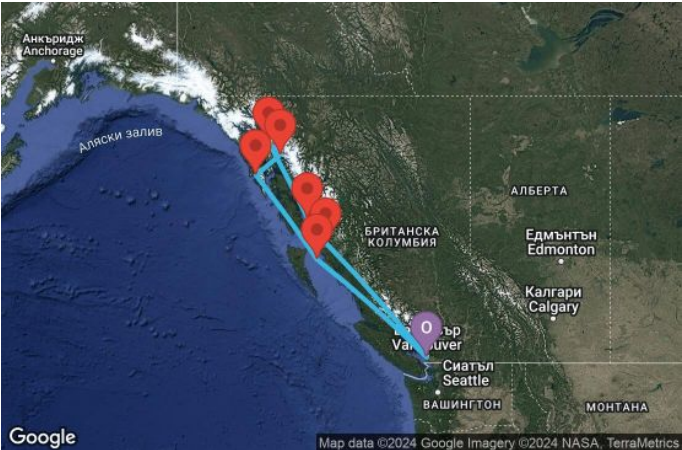 Анкъридж
Anchorage
Аляски залив
АЛБЕРТА
БРИТАНСКА
КОЛУМБИЯ
Едмънтън
Edmonton
Калгари
Calgary
O
Сиатъл
Seattle
ВАШИНГТОН
МОНТАНА
Google
Map data ©2024 Google Imagery ©2024 NASA, TerraMetrics